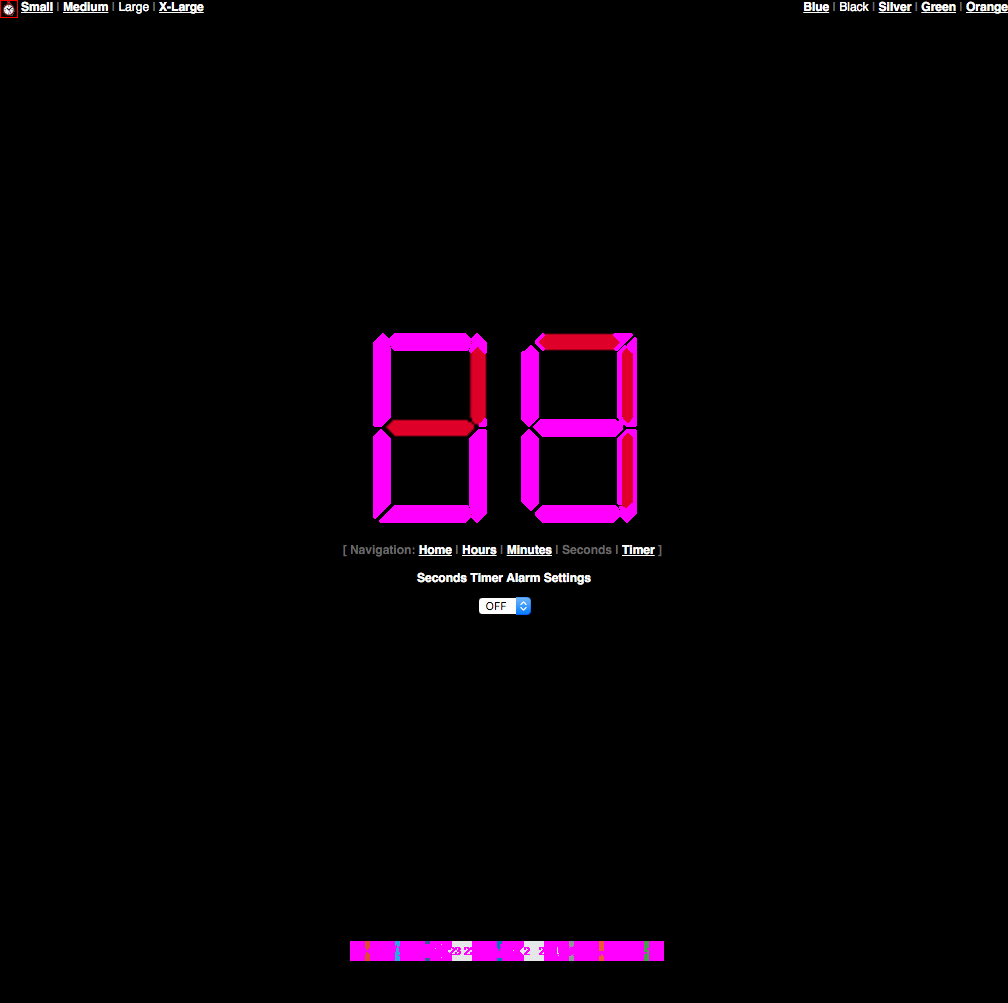 Small | Medium | Large | X-Large
Blue | Black | Silver | Green | Orange
[ Navigation: Home | Hours | Minutes | Seconds | Timer ]
Seconds Timer Alarm Settings
OFF